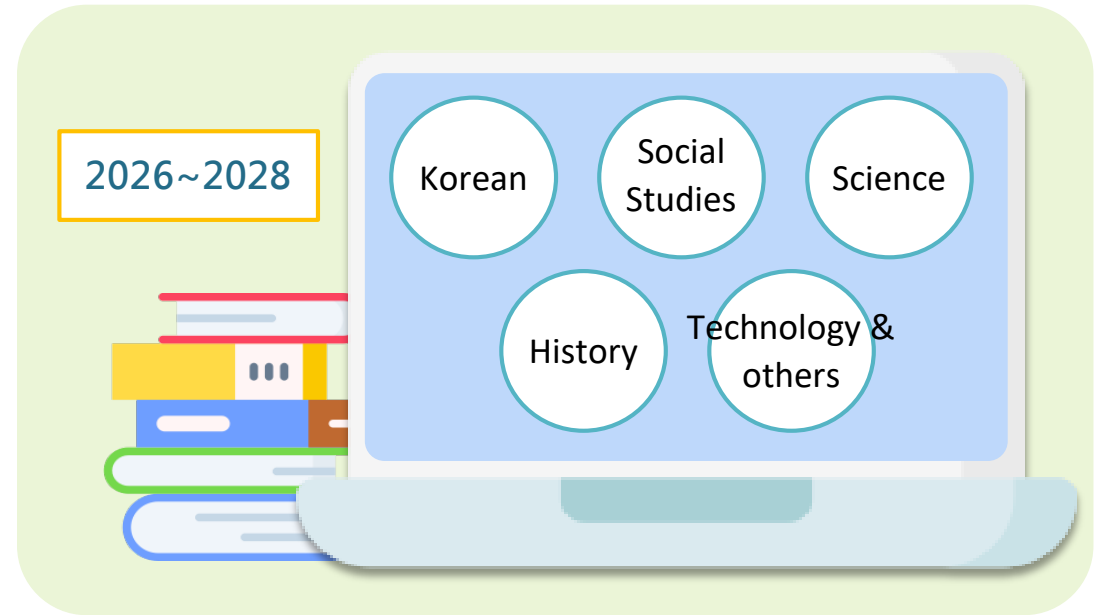 2026~2028
Korean
Social
Studies
Science
History
Technology &
others